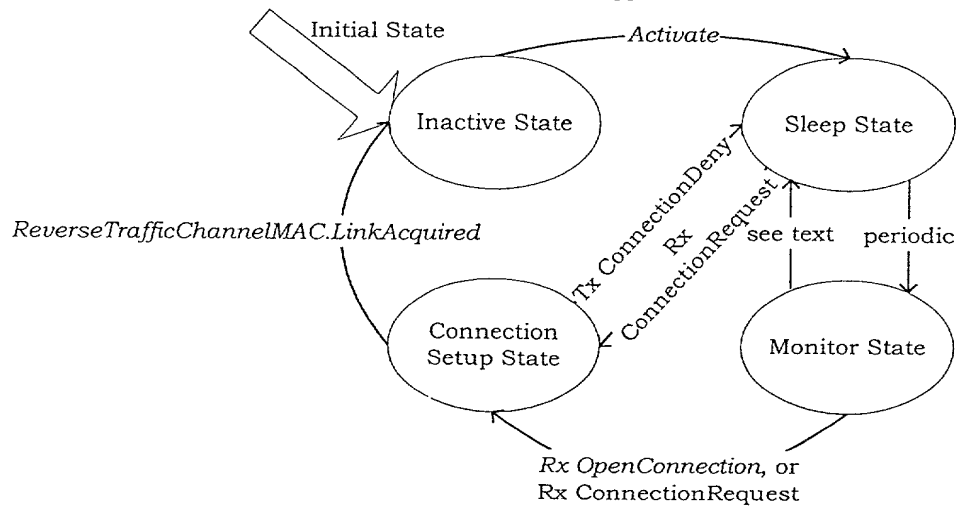 Initial State
Activate
Inactive State
Sleep State
ReverseTrafficChannelMAC.LinkAcquired
Tx ConnectionDeny
Rx
ConnectionRequest
see text
periodic
Connection
Setup State
Monitor State
Rx OpenConnection, or
Rx ConnectionRequest